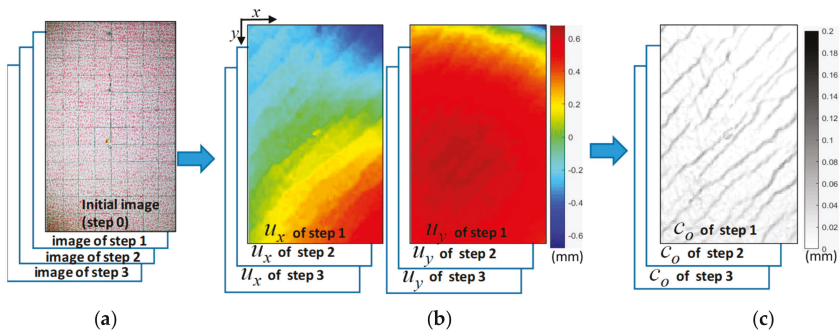 Initial image
(step 0)
image of step 1
image of step 2
image of step 3
(a)
x
y
u_x of step 1
u_x of step 2
u_x of step 3
u_y of step 1
u_y of step 2
u_y of step 3
0.6
0.4
0.2
0
-0.2
-0.4
-0.6
(mm)
(b)
c_o of step 1
c_o of step 2
c_o of step 3
0.2
0.18
0.16
0.14
0.12
0.1
0.08
0.06
0.04
0.02
0
(mm)
(c)